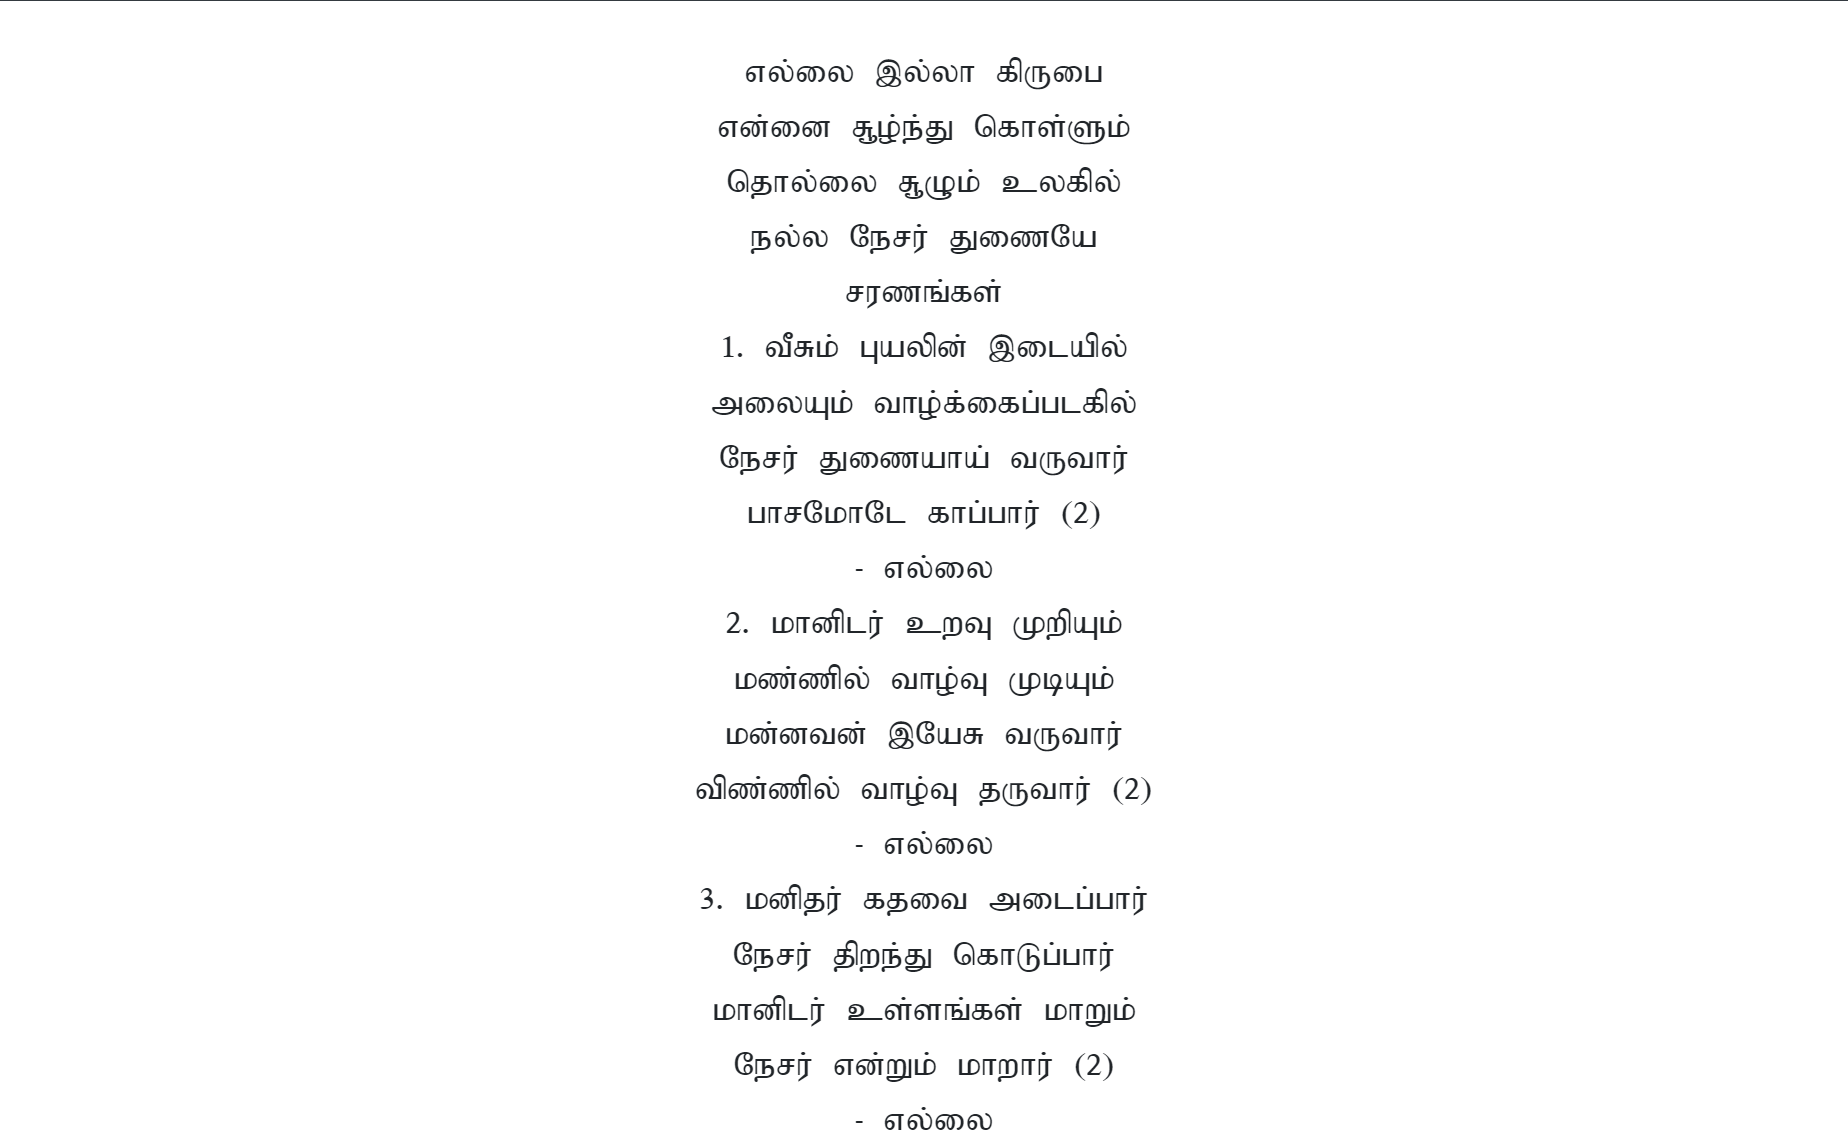 எல்லை இல்லா கிருபை
என்னை சூழ்ந்து கொள்ளும்
தொல்லை சூழும் உலகில்
நல்ல நேசர் துணையே
சரணங்கள்
1. வீசும் புயலின் இடையில்
அலையும் வாழ்க்கைப்படகில்
நேசர் துணையாய் வருவார்
பாசமோடே காப்பார் (2)
- எல்லை
2. மானிடர் உறவு முறியும்
மண்ணில் வாழ்வு முடியும்
மன்னவன் இயேசு வருவார்
விண்ணில் வாழ்வு தருவார் (2)
- எல்லை
3. மனிதர் கதவை அடைப்பார்
நேசர் திறந்து கொடுப்பார்
மானிடர் உள்ளங்கள் மாறும்
நேசர் என்றும் மாறார் (2)
- எல்லை